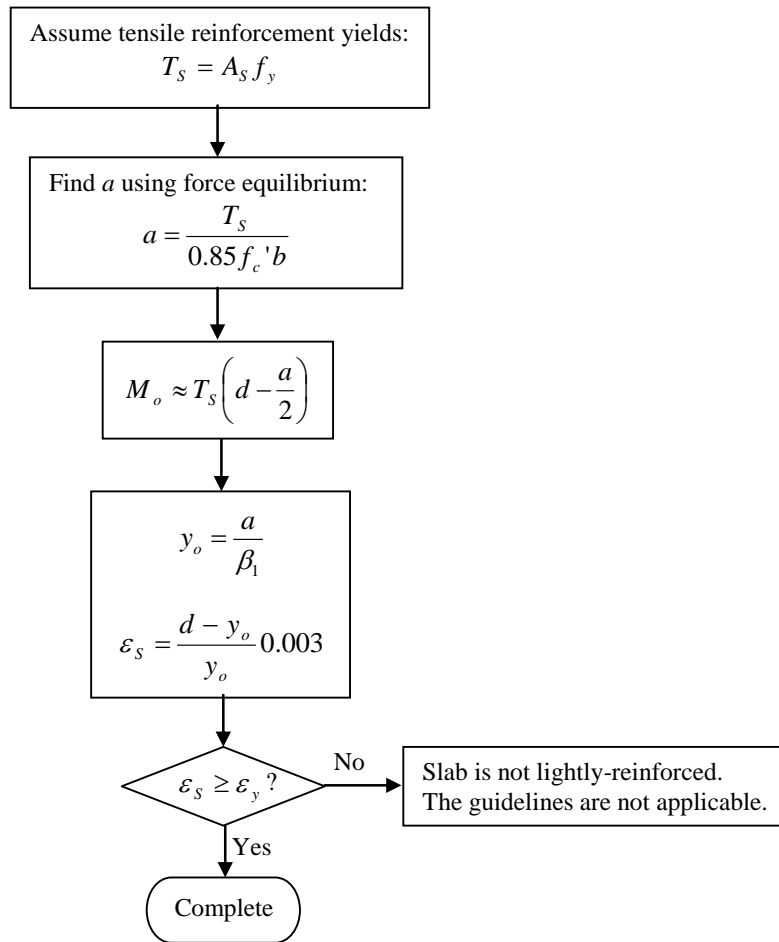 Assume tensile reinforcement yields:
T_S = A_S f_y
Find a using force equilibrium:
a = T_S / (0.85 f_c' b)
M_o ≈ T_S (d − a/2)
y_o = a / β_1
ε_S = (d − y_o) / y_o 0.003
ε_S ≥ ε_y ?
No
Slab is not lightly-reinforced.
The guidelines are not applicable.
Yes
Complete